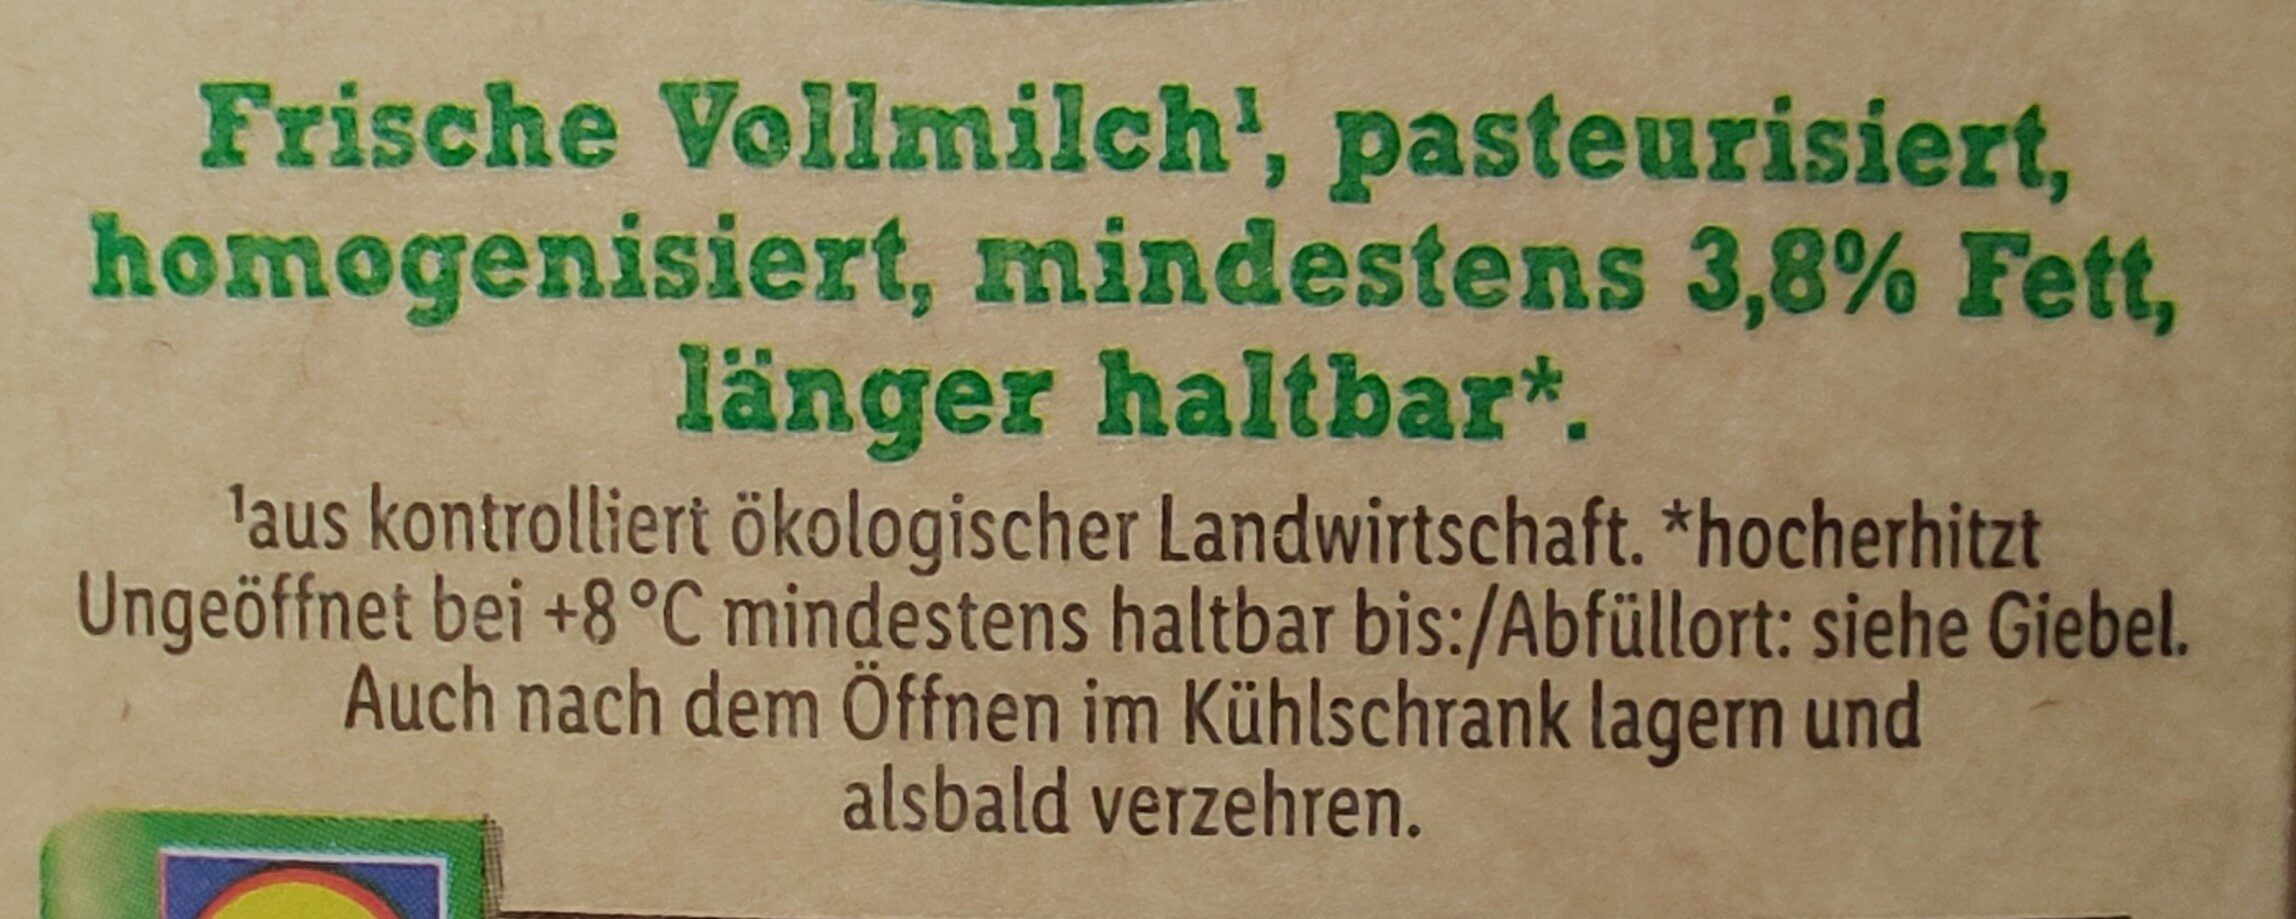 Frische Vollmilch¹, pasteurisiert,
homogenisiert, mindestens 3,8% Fett,
länger haltbar*.
¹aus kontrolliert ökologischer Landwirtschaft. *hocherhitzt
Ungeöffnet bei +8 °C mindestens haltbar bis:/Abfüllort: siehe Giebel.
Auch nach dem Öffnen im Kühlschrank lagern und
alsbald verzehren.